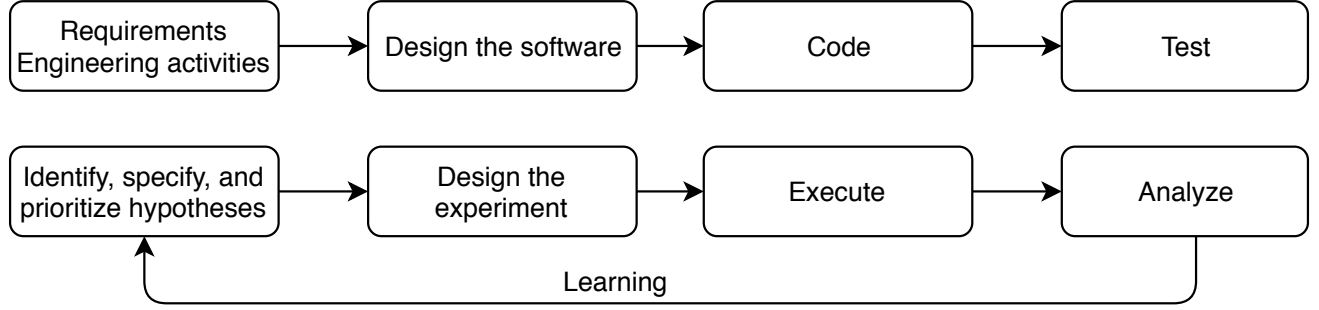 Requirements
Engineering activities
Design the software
Code
Test
Identify, specify, and
prioritize hypotheses
Design the
experiment
Execute
Analyze
Learning